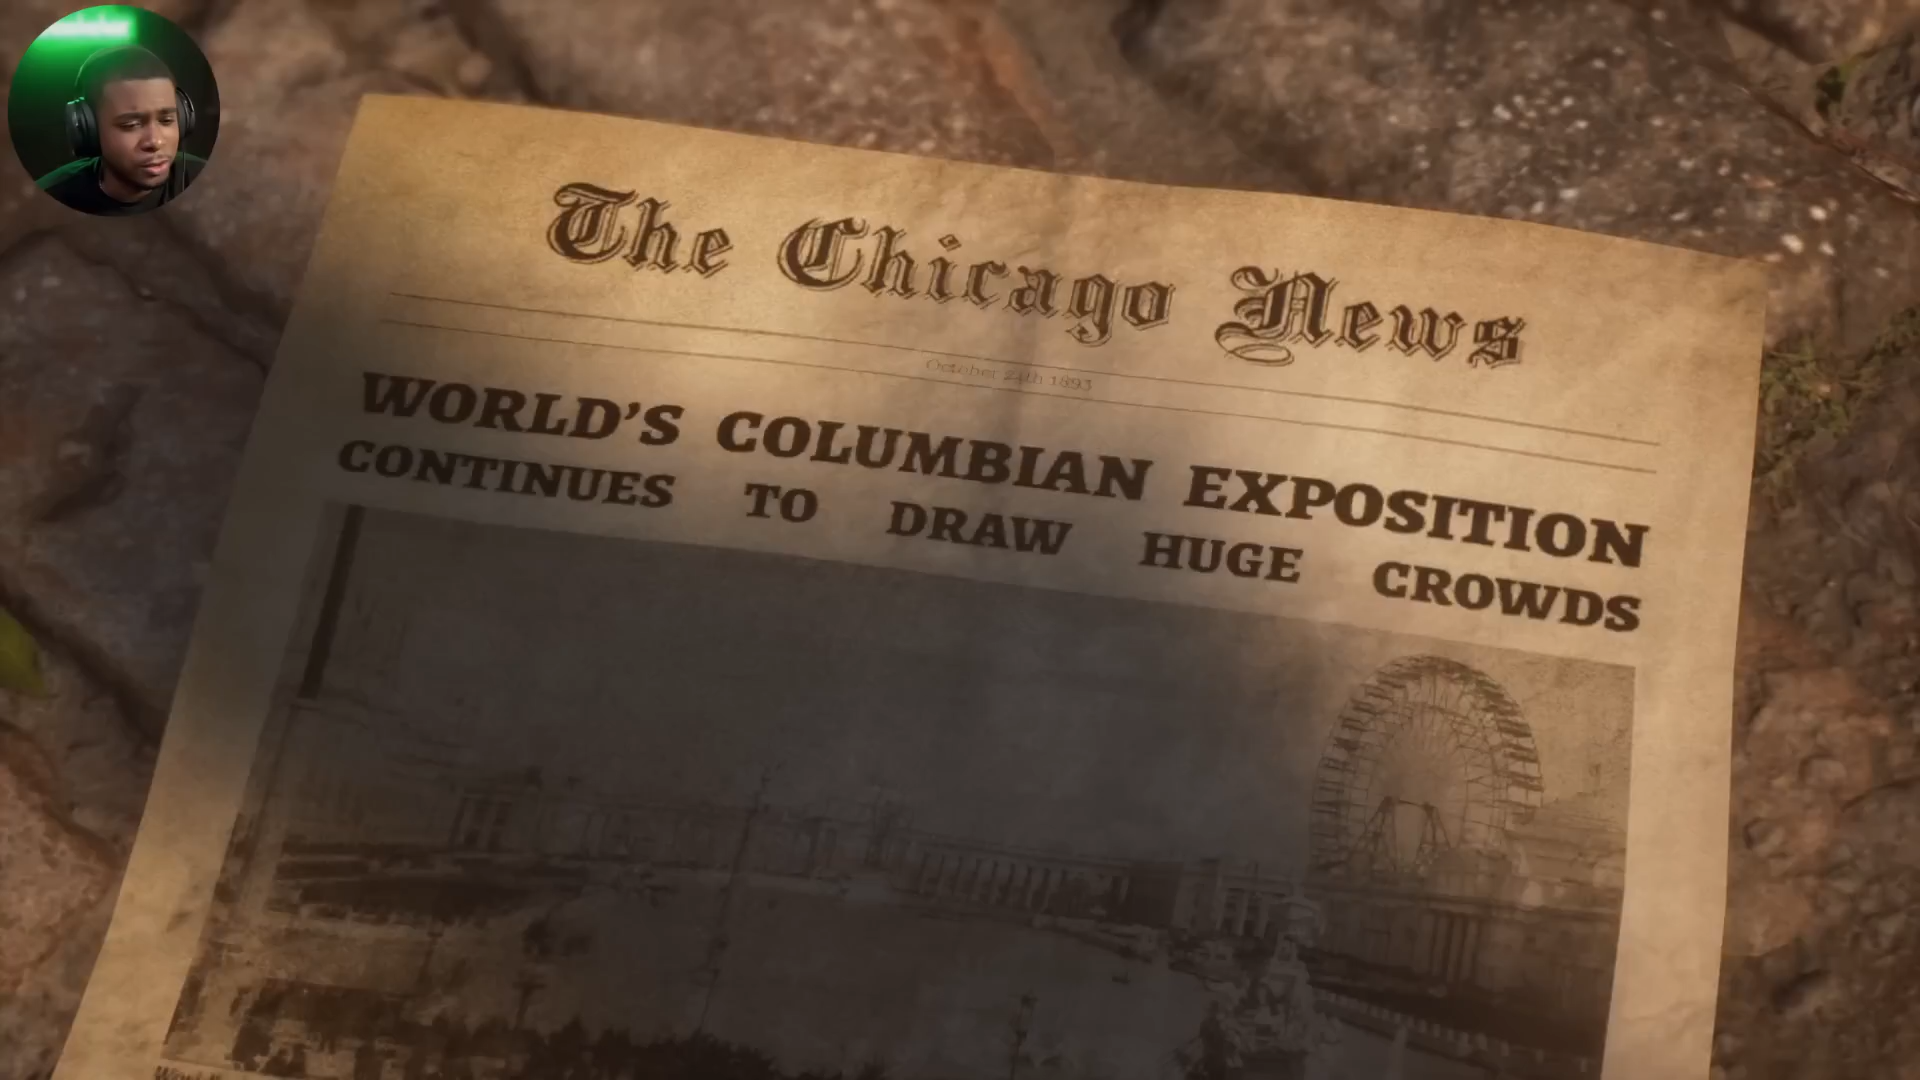 The Chicago News
October 24th 1893
WORLD'S COLUMBIAN EXPOSITION
CONTINUES TO DRAW HUGE CROWDS